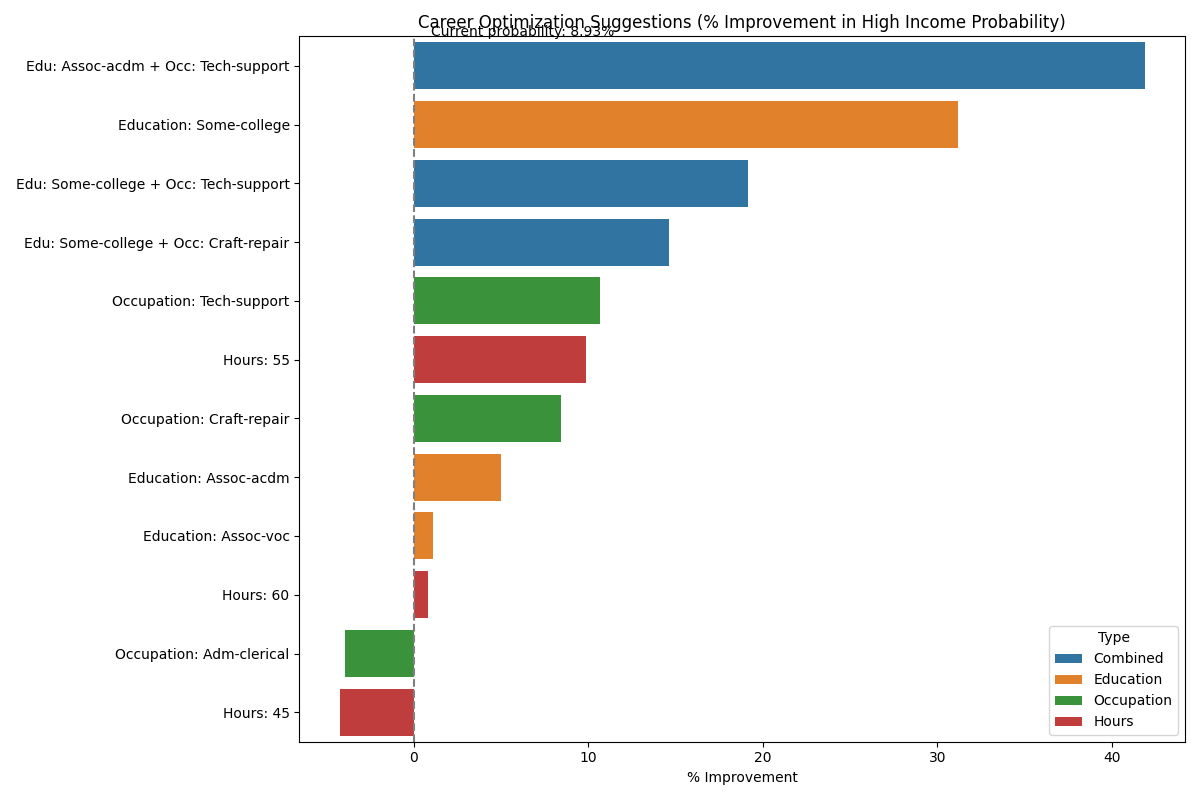 Career Optimization Suggestions (% Improvement in High Income Probability)
Current probability: 8.93%
Edu: Assoc-acdm + Occ: Tech-support
Education: Some-college
Edu: Some-college + Occ: Tech-support
Edu: Some-college + Occ: Craft-repair
Occupation: Tech-support
Hours: 55
Occupation: Craft-repair
Education: Assoc-acdm
Education: Assoc-voc
Hours: 60
Occupation: Adm-clerical
Hours: 45
Type
Combined
Education
Occupation
Hours
0 10 20 30 40
% Improvement